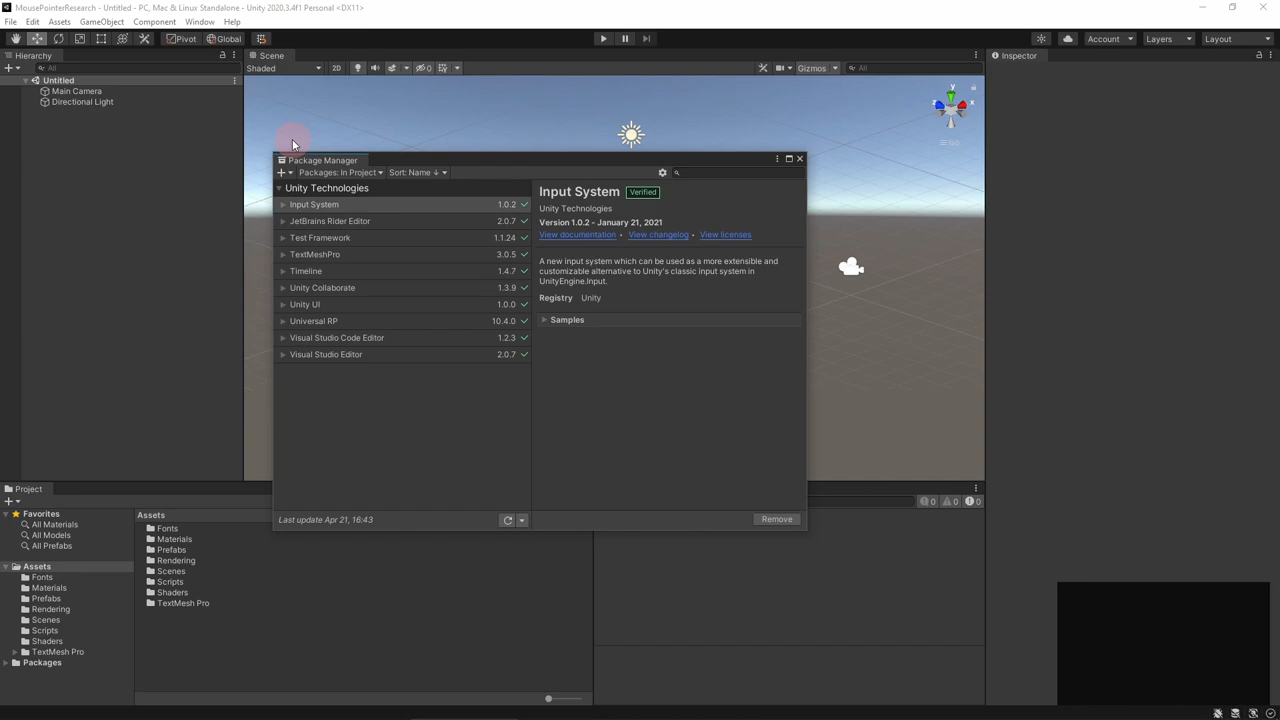 MousePointerResearch - Untitled - PC, Mac & Linux Standalone - Unity 2020.3.4f1 Personal <DX11>
File Edit Assets GameObject Component Window Help
Pivot Global Account Layers Layout
Hierarchy
All
Untitled
Main Camera
Directional Light
Scene
Shaded 2D 0 Gizmos All
y
z x
Iso
Inspector
Package Manager
+ Packages: In Project Sort: Name ↓
Unity Technologies
Input System 1.0.2
JetBrains Rider Editor 2.0.7
Test Framework 1.1.24
TextMeshPro 3.0.5
Timeline 1.4.7
Unity Collaborate 1.3.9
Unity UI 1.0.0
Universal RP 10.4.0
Visual Studio Code Editor 1.2.3
Visual Studio Editor 2.0.7
Last update Apr 21, 16:43
Input System Verified
Unity Technologies
Version 1.0.2 - January 21, 2021
View documentation • View changelog • View licenses
A new input system which can be used as a more extensible and
customizable alternative to Unity's classic input system in
UnityEngine.Input.
Registry Unity
Samples
Remove
Project
0 0 0
Favorites
All Materials
All Models
All Prefabs
Assets
Fonts
Materials
Prefabs
Rendering
Scenes
Scripts
Shaders
TextMesh Pro
Packages
Assets
Fonts
Materials
Prefabs
Rendering
Scenes
Scripts
Shaders
TextMesh Pro